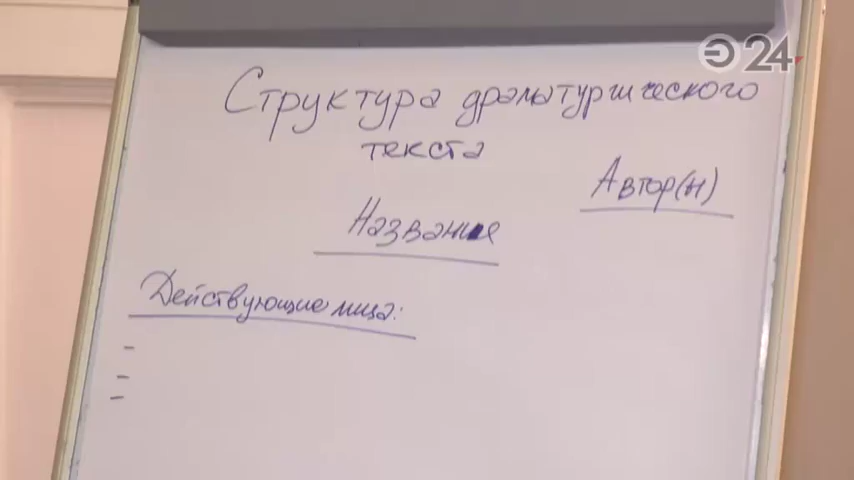 Э24
Структура драматургического
текста
Автор(ы)
Название
Действующие лица:
-
-
-